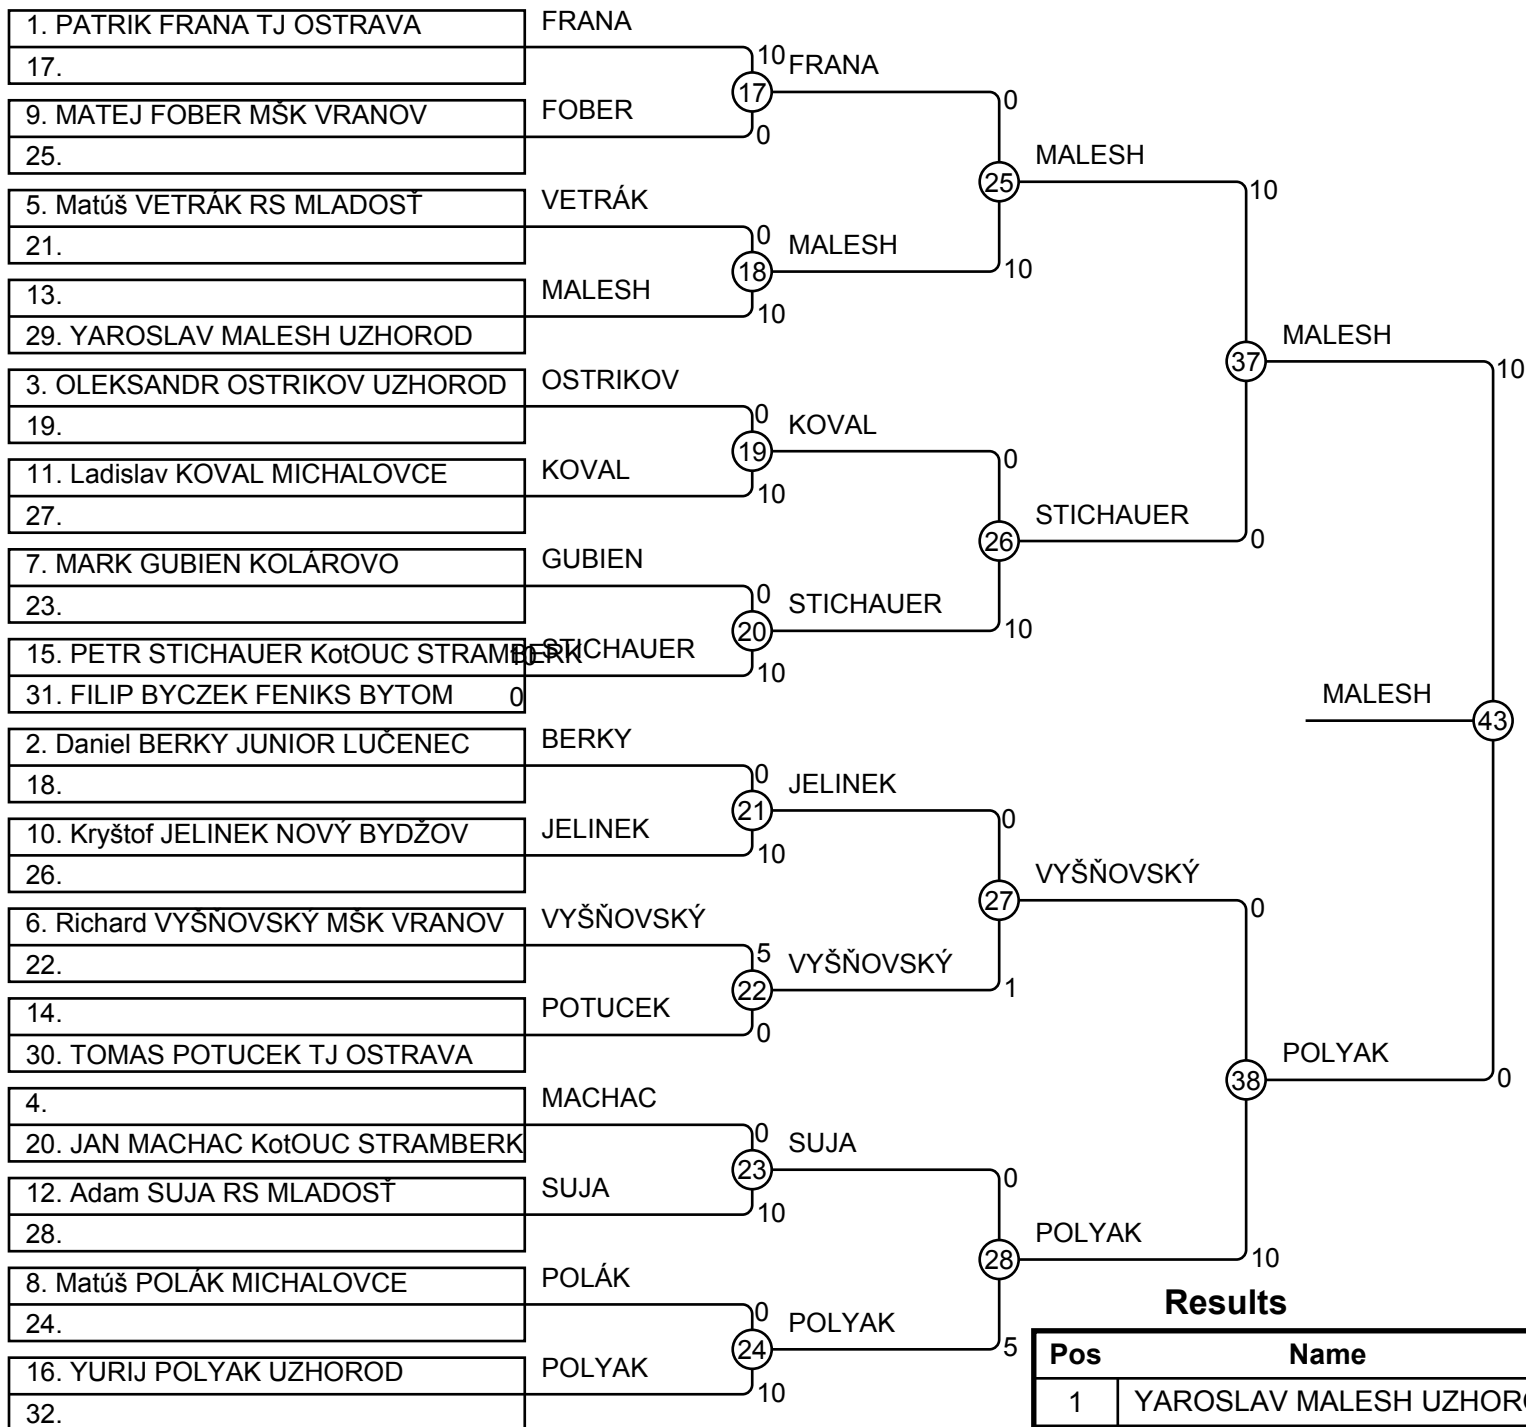 1. PATRIK FRANA TJ OSTRAVA
17.
9. MATEJ FOBER MŠK VRANOV
25.
5. Matúš VETRÁK RS MLADOSŤ
21.
13.
29. YAROSLAV MALESH UZHOROD
3. OLEKSANDR OSTRIKOV UZHOROD
19.
11. Ladislav KOVAL MICHALOVCE
27.
7. MARK GUBIEN KOLÁROVO
23.
15. PETR STICHAUER KotOUC STRAMBERK
10
31. FILIP BYCZEK FENIKS BYTOM
0
2. Daniel BERKY JUNIOR LUČENEC
18.
10. Kryštof JELINEK NOVÝ BYDŽOV
26.
6. Richard VYŠŇOVSKÝ MŠK VRANOV
22.
14.
30. TOMAS POTUCEK TJ OSTRAVA
4.
20. JAN MACHAC KotOUC STRAMBERK
12. Adam SUJA RS MLADOSŤ
28.
8. Matúš POLÁK MICHALOVCE
24.
16. YURIJ POLYAK UZHOROD
32.
FRANA
10
17
FOBER
0
VETRÁK
0
18
MALESH
10
OSTRIKOV
0
19
KOVAL
10
GUBIEN
0
20
STICHAUER
10
BERKY
0
21
JELINEK
10
VYŠŇOVSKÝ
5
22
POTUCEK
0
MACHAC
0
23
SUJA
10
POLÁK
0
24
POLYAK
10
FRANA
0
25
MALESH
10
KOVAL
0
26
STICHAUER
10
JELINEK
0
27
VYŠŇOVSKÝ
1
SUJA
0
28
POLYAK
5
MALESH
10
37
STICHAUER
0
VYŠŇOVSKÝ
0
38
POLYAK
10
MALESH
10
MALESH
43
POLYAK
0
Results
Pos Name
1 YAROSLAV MALESH